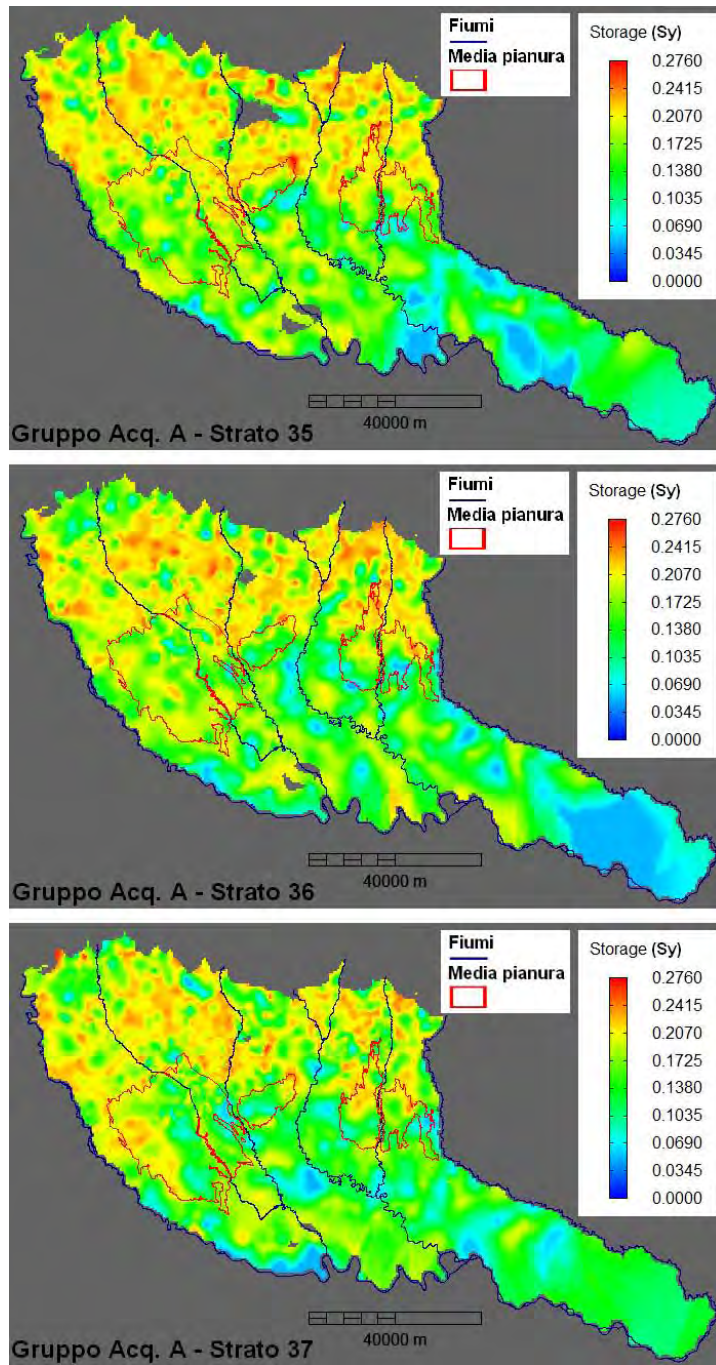 Fiumi
Media pianura
Storage (Sy)
0.2760
0.2415
0.2070
0.1725
0.1380
0.1035
0.0690
0.0345
0.0000
40000 m
Gruppo Acq. A - Strato 35
Fiumi
Media pianura
Storage (Sy)
0.2760
0.2415
0.2070
0.1725
0.1380
0.1035
0.0690
0.0345
0.0000
40000 m
Gruppo Acq. A - Strato 36
Fiumi
Media pianura
Storage (Sy)
0.2760
0.2415
0.2070
0.1725
0.1380
0.1035
0.0690
0.0345
0.0000
40000 m
Gruppo Acq. A - Strato 37